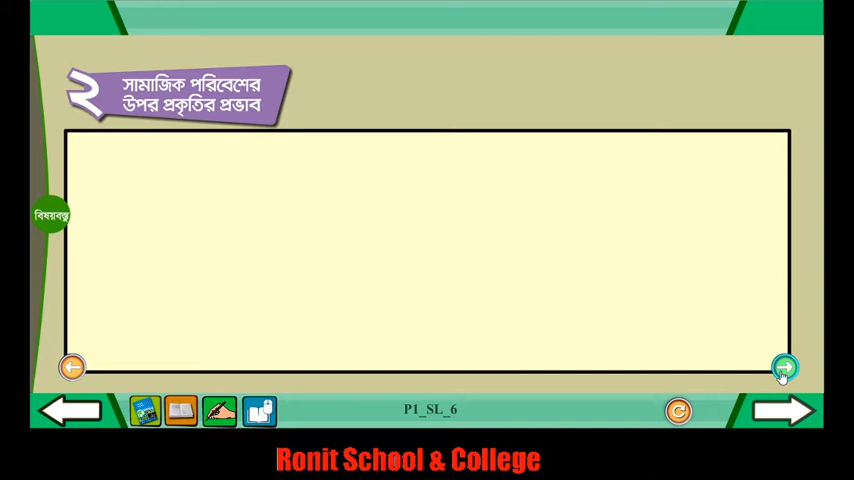 ২
সামাজিক পরিবেশের
উপর প্রকৃতির প্রভাব
বিষয়বস্তু
P1_SL_6
Ronit School & College